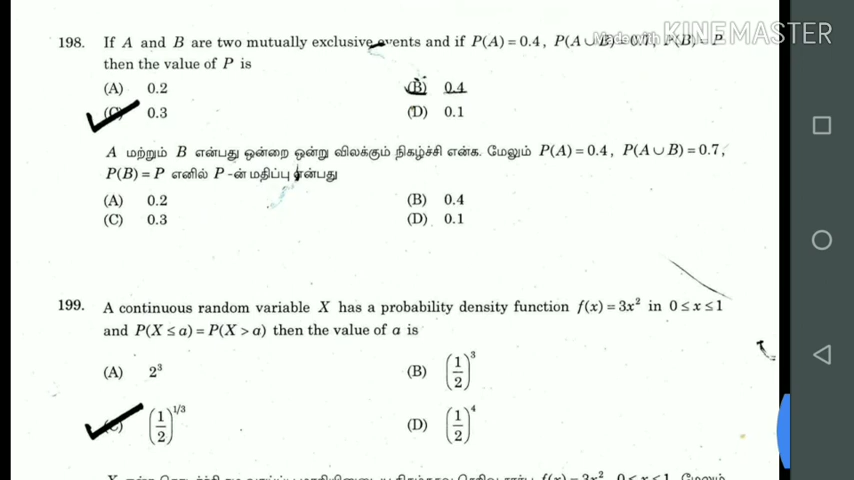 Made with KINEMASTER
198. If A and B are two mutually exclusive events and if P(A) = 0.4, P(A ∪ B) = 0.7, P(B) = P
then the value of P is
(A) 0.2 (B) 0.4
(C) 0.3 (D) 0.1
A மற்றும் B என்பது ஒன்றை ஒன்று விலக்கும் நிகழ்ச்சி என்க. மேலும் P(A) = 0.4, P(A ∪ B) = 0.7,
P(B) = P எனில் P -ன் மதிப்பு என்பது
(A) 0.2 (B) 0.4
(C) 0.3 (D) 0.1
199. A continuous random variable X has a probability density function f(x) = 3x² in 0 ≤ x ≤ 1
and P(X ≤ a) = P(X > a) then the value of a is
(A) 2³ (B) (1/2)³
(C) (1/2)^1/3 (D) (1/2)⁴